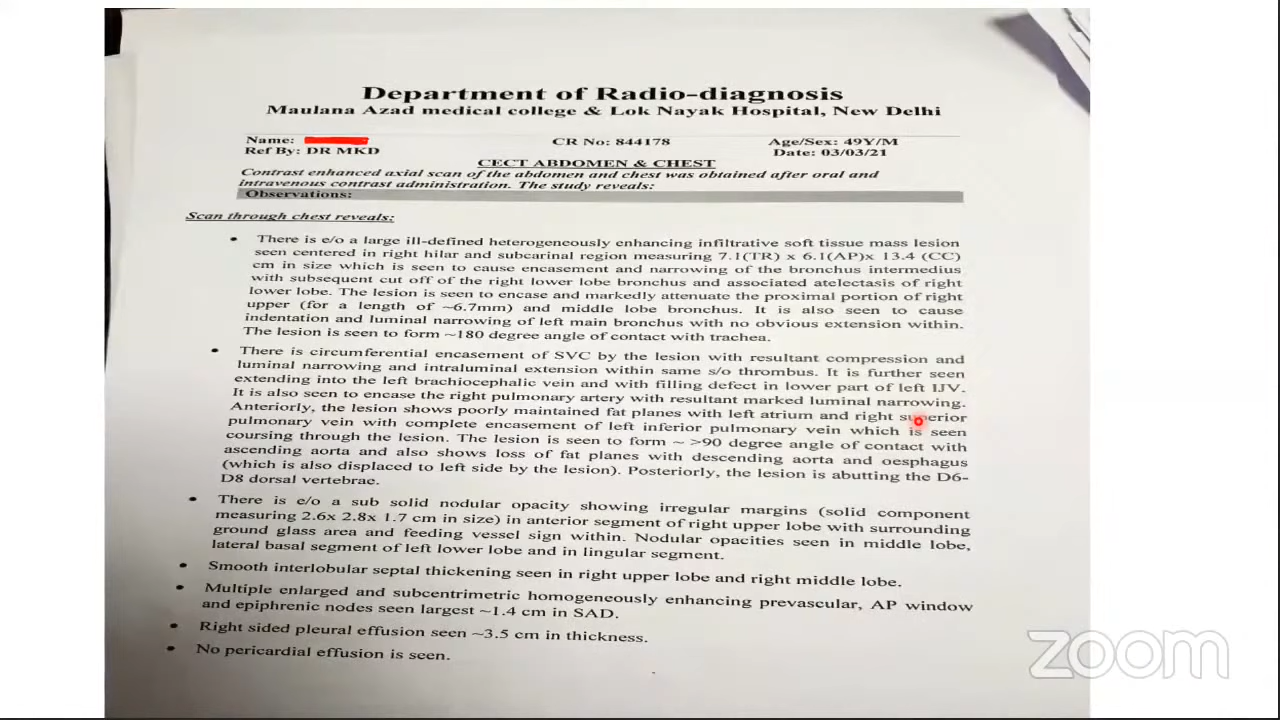 Department of Radio-diagnosis
Maulana Azad medical college & Lok Nayak Hospital, New Delhi
Name: CR No: 844178 Age/Sex: 49Y/M
Ref By: DR MKD Date: 03/03/21
CECT ABDOMEN & CHEST
Contrast enhanced axial scan of the abdomen and chest was obtained after oral and
intravenous contrast administration. The study reveals:
Observations:
Scan through chest reveals:
• There is e/o a large ill-defined heterogeneously enhancing infiltrative soft tissue mass lesion
seen centered in right hilar and subcarinal region measuring 7.1(TR) x 6.1(AP)x 13.4 (CC)
cm in size which is seen to cause encasement and narrowing of the bronchus intermedius
with subsequent cut off of the right lower lobe bronchus and associated atelectasis of right
lower lobe. The lesion is seen to encase and markedly attenuate the proximal portion of right
upper (for a length of ~6.7mm) and middle lobe bronchus. It is also seen to cause
indentation and luminal narrowing of left main bronchus with no obvious extension within.
The lesion is seen to form ~180 degree angle of contact with trachea.
• There is circumferential encasement of SVC by the lesion with resultant compression and
luminal narrowing and intraluminal extension within same s/o thrombus. It is further seen
extending into the left brachiocephalic vein and with filling defect in lower part of left IJV.
It is also seen to encase the right pulmonary artery with resultant marked luminal narrowing.
Anteriorly, the lesion shows poorly maintained fat planes with left atrium and right superior
pulmonary vein with complete encasement of left inferior pulmonary vein which is seen
coursing through the lesion. The lesion is seen to form ~ >90 degree angle of contact with
ascending aorta and also shows loss of fat planes with descending aorta and oesphagus
(which is also displaced to left side by the lesion). Posteriorly, the lesion is abutting the D6-
D8 dorsal vertebrae.
• There is e/o a sub solid nodular opacity showing irregular margins (solid component
measuring 2.6x 2.8x 1.7 cm in size) in anterior segment of right upper lobe with surrounding
ground glass area and feeding vessel sign within. Nodular opacities seen in middle lobe,
lateral basal segment of left lower lobe and in lingular segment.
• Smooth interlobular septal thickening seen in right upper lobe and right middle lobe.
• Multiple enlarged and subcentrimetric homogeneously enhancing prevascular, AP window
and epiphrenic nodes seen largest ~1.4 cm in SAD.
• Right sided pleural effusion seen ~3.5 cm in thickness.
• No pericardial effusion is seen.
zoom